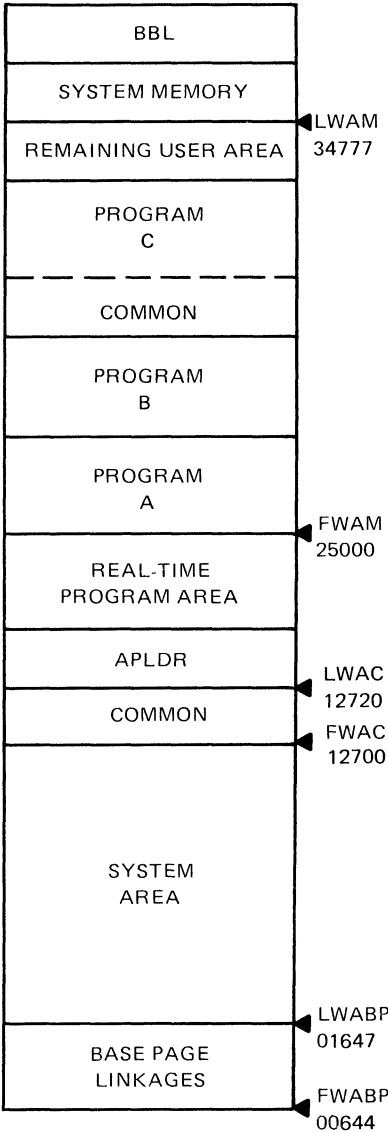 BBL
SYSTEM MEMORY
LWAM
34777
REMAINING USER AREA
PROGRAM
C
COMMON
PROGRAM
B
PROGRAM
A
FWAM
25000
REAL-TIME
PROGRAM AREA
APLDR
LWAC
12720
COMMON
FWAC
12700
SYSTEM
AREA
LWABP
01647
BASE PAGE
LINKAGES
FWABP
00644